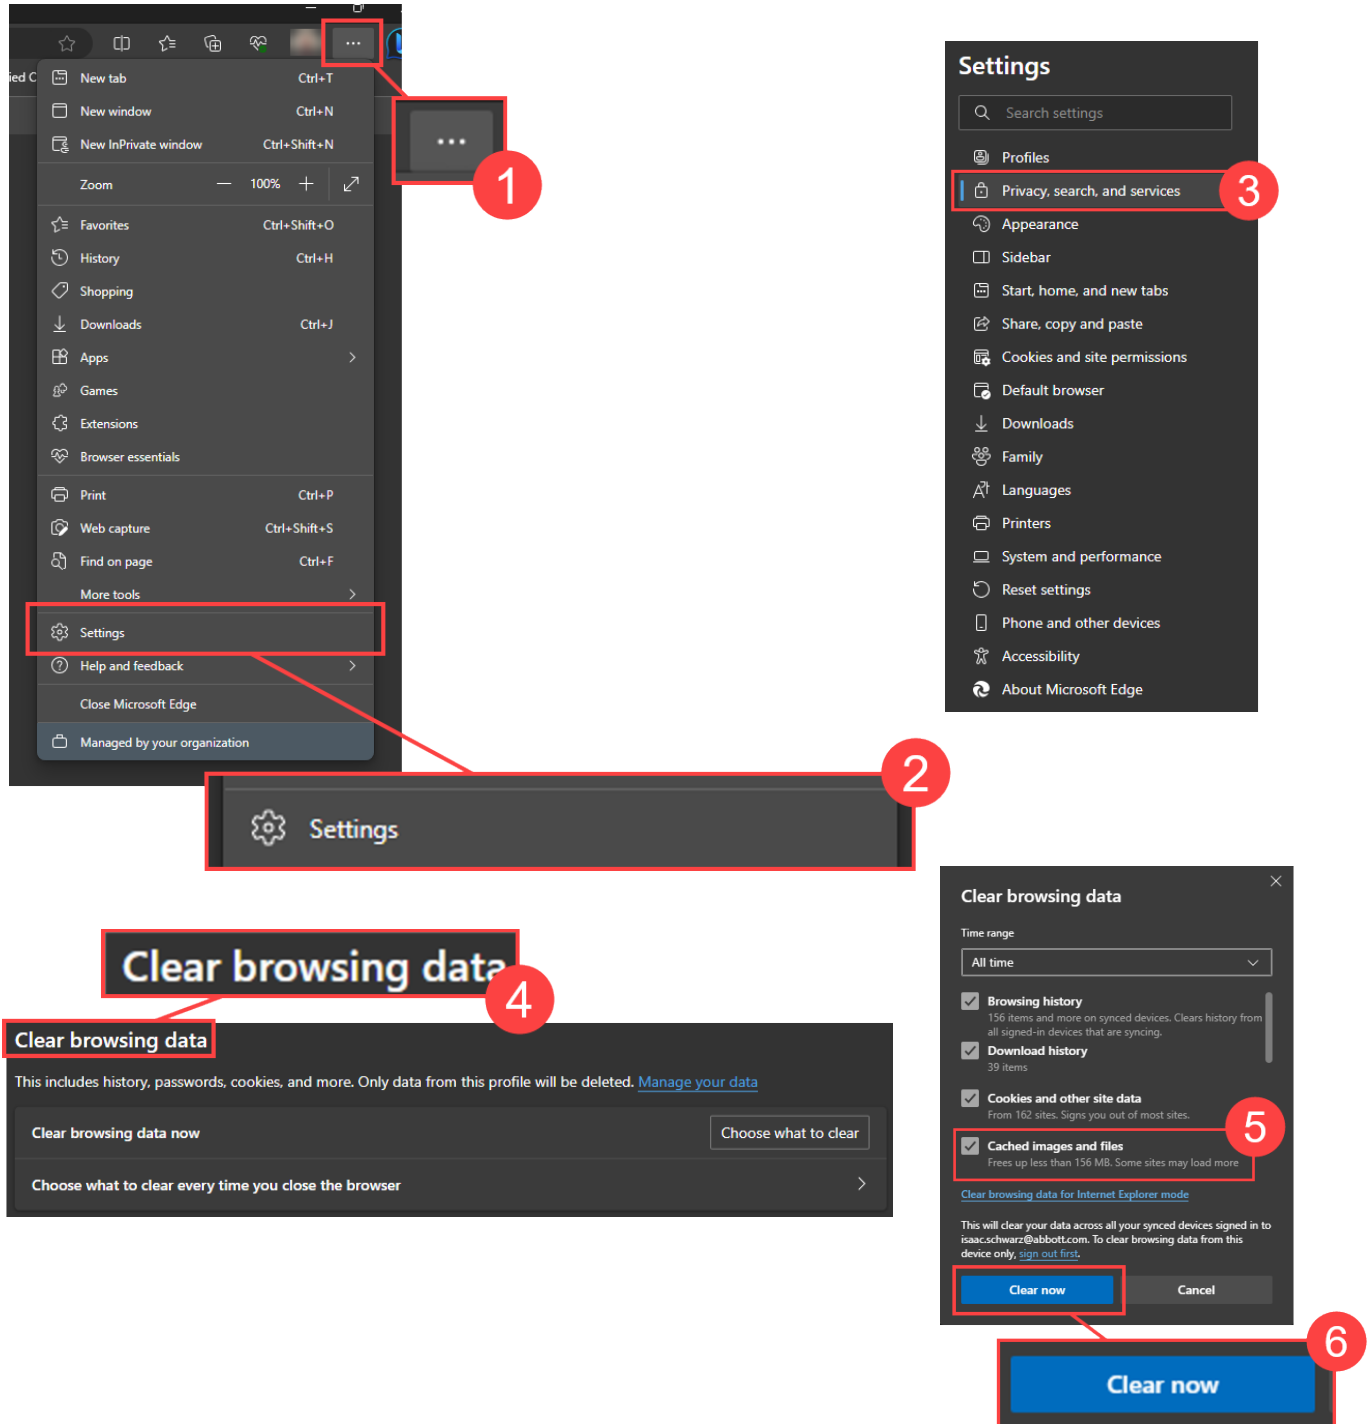 ied C
New tab Ctrl+T
New window Ctrl+N
New InPrivate window Ctrl+Shift+N
Zoom — 100% +
Favorites Ctrl+Shift+O
History Ctrl+H
Shopping
Downloads Ctrl+J
Apps
Games
Extensions
Browser essentials
Print Ctrl+P
Web capture Ctrl+Shift+S
Find on page Ctrl+F
More tools
Settings
Help and feedback
Close Microsoft Edge
Managed by your organization
...
1
Settings
2
Settings
Search settings
Profiles
Privacy, search, and services
3
Appearance
Sidebar
Start, home, and new tabs
Share, copy and paste
Cookies and site permissions
Default browser
Downloads
Family
Languages
Printers
System and performance
Reset settings
Phone and other devices
Accessibility
About Microsoft Edge
Clear browsing data
4
Clear browsing data
This includes history, passwords, cookies, and more. Only data from this profile will be deleted. Manage your data
Clear browsing data now Choose what to clear
Choose what to clear every time you close the browser
Clear browsing data
Time range
All time
Browsing history
156 items and more on synced devices. Clears history from
all signed-in devices that are syncing.
Download history
39 items
Cookies and other site data
From 162 sites. Signs you out of most sites.
5
Cached images and files
Frees up less than 156 MB. Some sites may load more
Clear browsing data for Internet Explorer mode
This will clear your data across all your synced devices signed in to
isaac.schwarz@abbott.com. To clear browsing data from this
device only, sign out first.
Clear now Cancel
6
Clear now